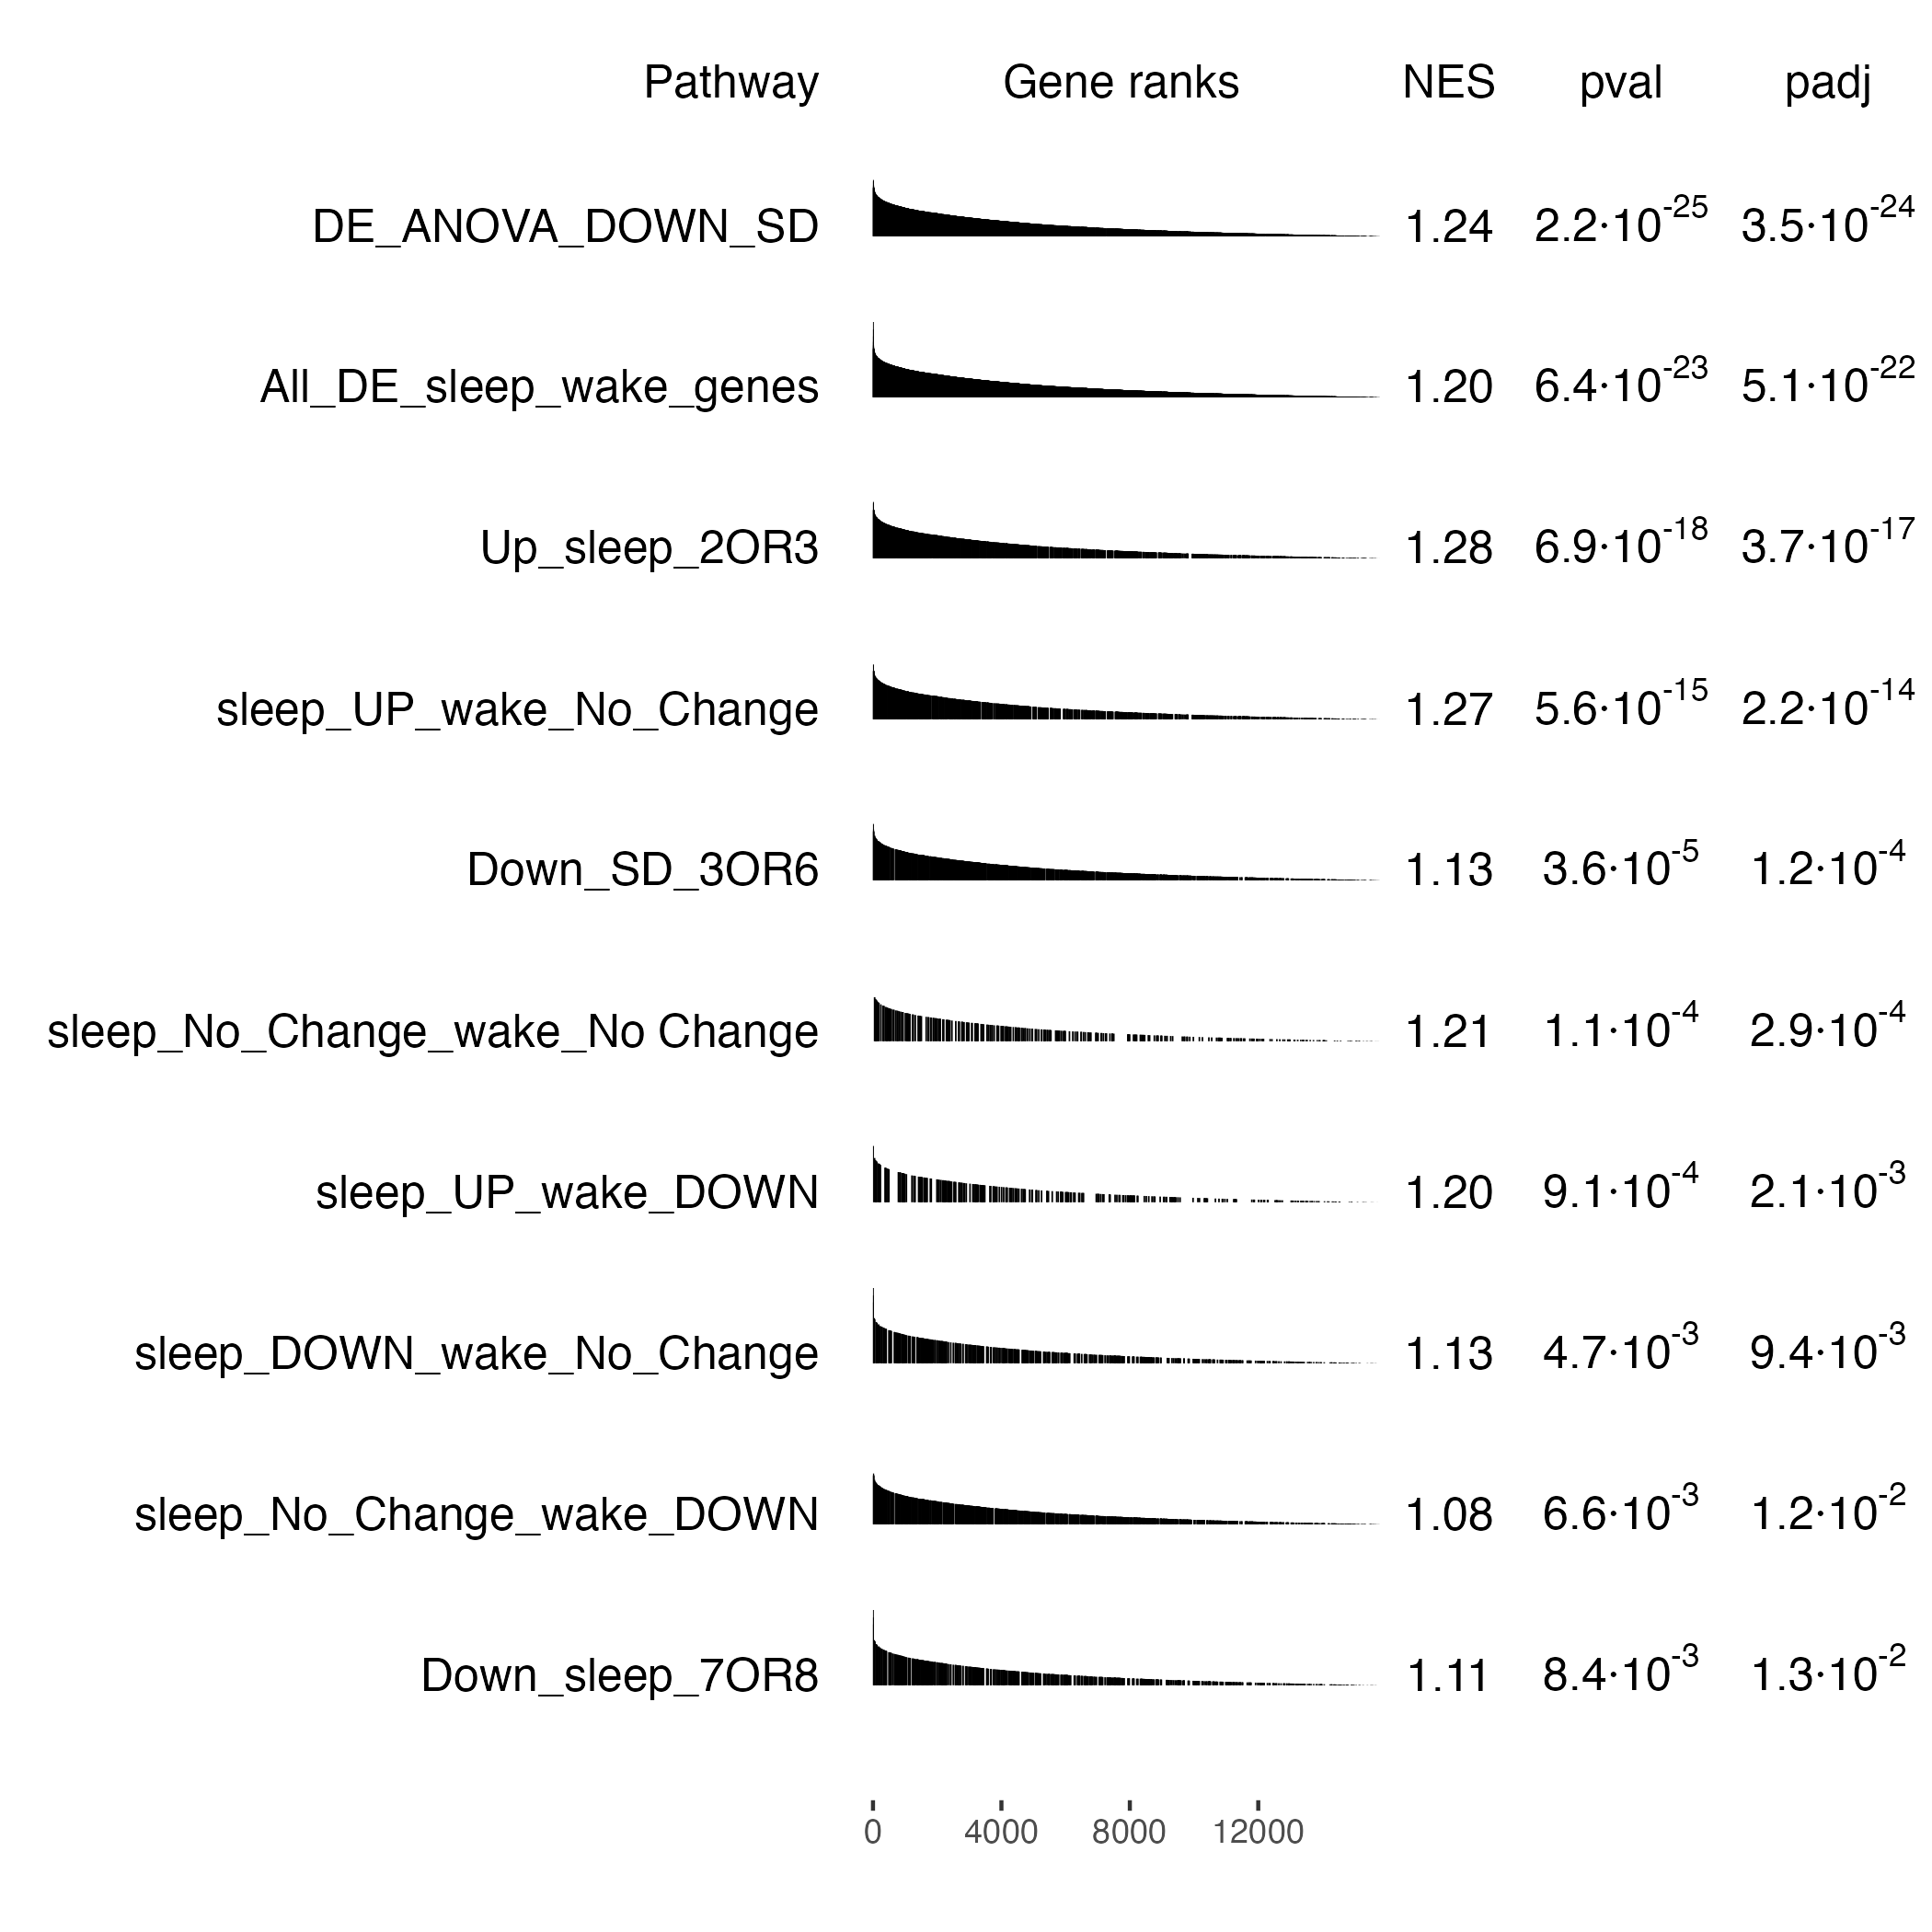 Pathway Gene ranks NES pval padj
DE_ANOVA_DOWN_SD 1.24 2.2·10^-25 3.5·10^-24
All_DE_sleep_wake_genes 1.20 6.4·10^-23 5.1·10^-22
Up_sleep_2OR3 1.28 6.9·10^-18 3.7·10^-17
sleep_UP_wake_No_Change 1.27 5.6·10^-15 2.2·10^-14
Down_SD_3OR6 1.13 3.6·10^-5 1.2·10^-4
sleep_No_Change_wake_No Change 1.21 1.1·10^-4 2.9·10^-4
sleep_UP_wake_DOWN 1.20 9.1·10^-4 2.1·10^-3
sleep_DOWN_wake_No_Change 1.13 4.7·10^-3 9.4·10^-3
sleep_No_Change_wake_DOWN 1.08 6.6·10^-3 1.2·10^-2
Down_sleep_7OR8 1.11 8.4·10^-3 1.3·10^-2
0 4000 8000 12000